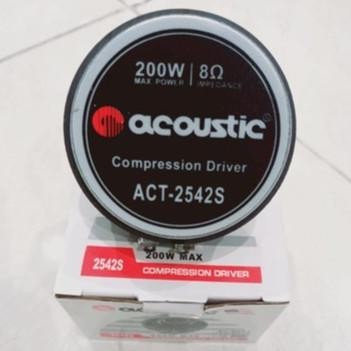 200W | 8Ω
MAX. POWER | IMPEDANCE
acoustic
Compression Driver
ACT-2542S
200W MAX
2542S COMPRESSION DRIVER